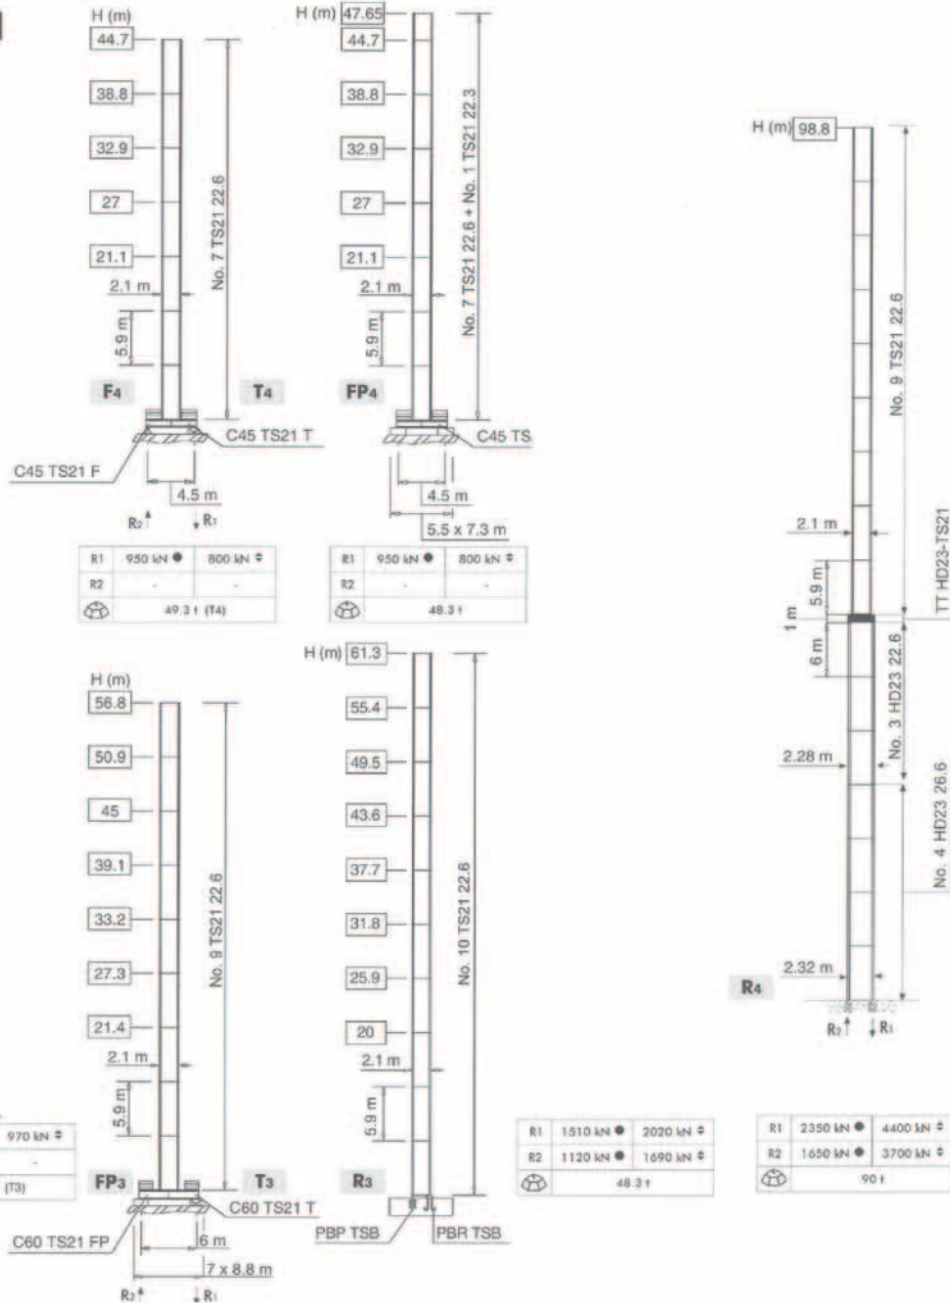 H (m)
44.7
38.8
32.9
27
21.1
2.1 m
5.9 m
No. 7 TS21 22.6
F4
T4
C45 TS21 T
C45 TS21 F
4.5 m
R2
R1
R1 950 kN 800 kN
R2 - -
49.3 t (T4)
H (m) 47.65
44.7
38.8
32.9
27
21.1
2.1 m
5.9 m
No. 7 TS21 22.6 + No. 1 TS21 22.3
FP4
C45 TS
4.5 m
5.5 x 7.3 m
R1 950 kN 800 kN
R2 - -
48.3 t
H (m) 98.8
No. 9 TS21 22.6
2.1 m
5.9 m
TT HD23-TS21
1 m
6 m
No. 3 HD23 22.6
2.28 m
No. 4 HD23 26.6
2.32 m
R4
R2
R1
R1 2350 kN 4400 kN
R2 1650 kN 3700 kN
90 t
H (m)
56.8
50.9
45
39.1
33.2
27.3
21.4
2.1 m
5.9 m
No. 9 TS21 22.6
970 kN
-
(T3)
FP3
T3
C60 TS21 T
C60 TS21 FP
6 m
7 x 8.8 m
R2
R1
H (m) 61.3
55.4
49.5
43.6
37.7
31.8
25.9
20
2.1 m
5.9 m
No. 10 TS21 22.6
R3
PBP TSB
PBR TSB
R1 1510 kN 2020 kN
R2 1120 kN 1690 kN
48.3 t